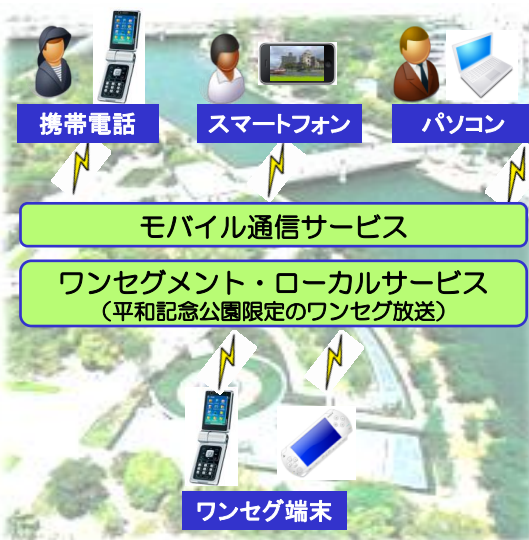 携帯電話
スマートフォン
パソコン
モバイル通信サービス
ワンセグメント・ローカルサービス
（平和記念公園限定のワンセグ放送）
ワンセグ端末